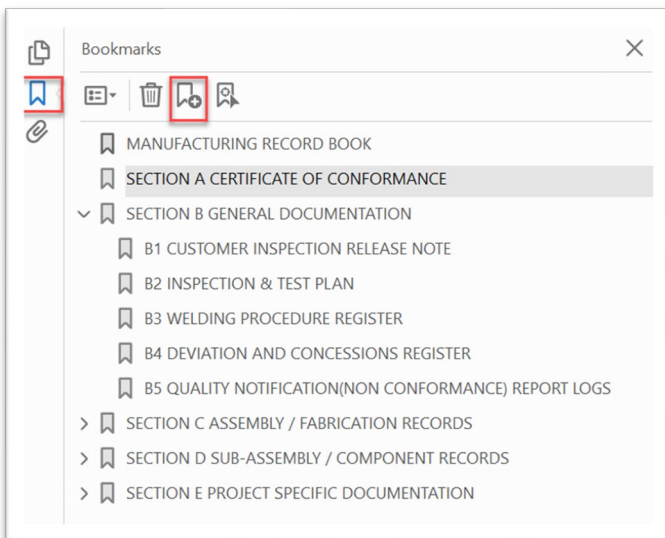 Bookmarks
MANUFACTURING RECORD BOOK
SECTION A CERTIFICATE OF CONFORMANCE
SECTION B GENERAL DOCUMENTATION
B1 CUSTOMER INSPECTION RELEASE NOTE
B2 INSPECTION & TEST PLAN
B3 WELDING PROCEDURE REGISTER
B4 DEVIATION AND CONCESSIONS REGISTER
B5 QUALITY NOTIFICATION(NON CONFORMANCE) REPORT LOGS
SECTION C ASSEMBLY / FABRICATION RECORDS
SECTION D SUB-ASSEMBLY / COMPONENT RECORDS
SECTION E PROJECT SPECIFIC DOCUMENTATION